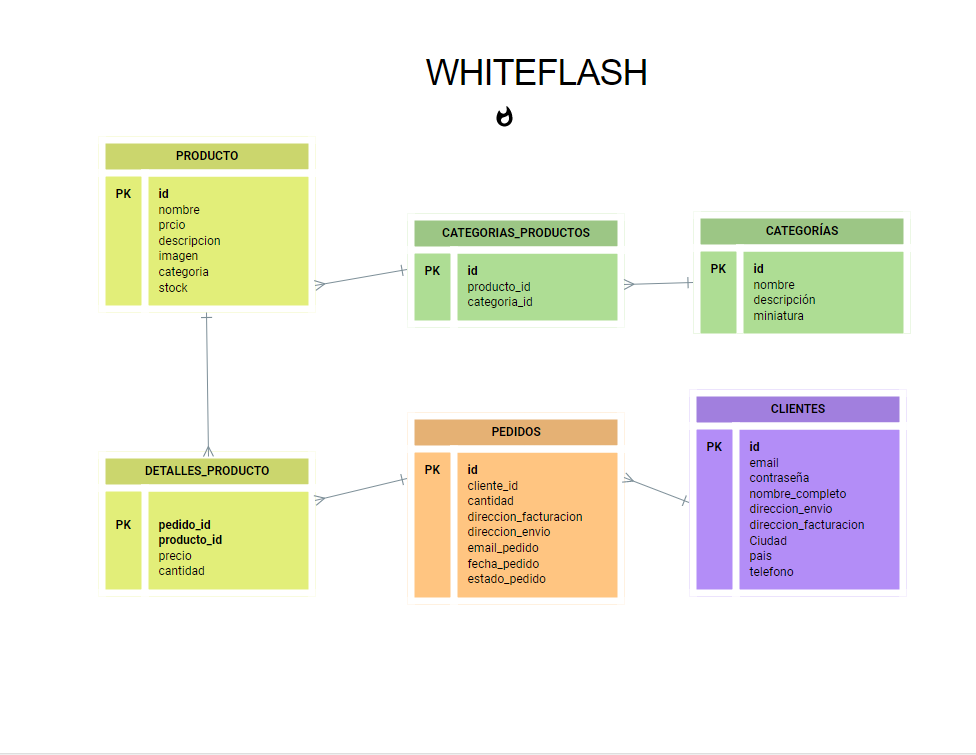 WHITEFLASH
PRODUCTO
PK
id
nombre
prcio
descripcion
imagen
categoria
stock
CATEGORIAS_PRODUCTOS
PK
id
producto_id
categoria_id
CATEGORÍAS
PK
id
nombre
descripción
miniatura
DETALLES_PRODUCTO
PK
pedido_id
producto_id
precio
cantidad
PEDIDOS
PK
id
cliente_id
cantidad
direccion_facturacion
direccion_envio
email_pedido
fecha_pedido
estado_pedido
CLIENTES
PK
id
email
contraseña
nombre_completo
direccion_envio
direccion_facturacion
Ciudad
pais
telefono